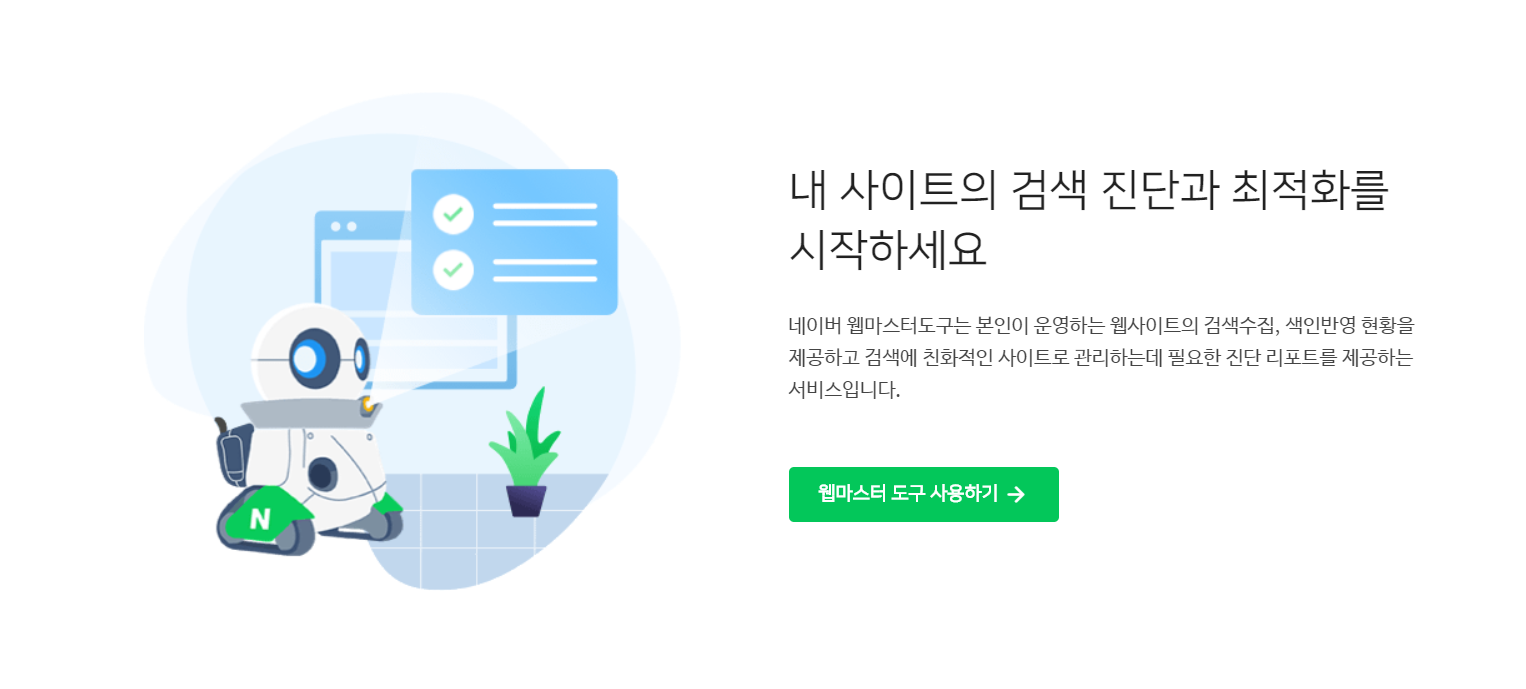 내 사이트의 검색 진단과 최적화를
시작하세요
네이버 웹마스터도구는 본인이 운영하는 웹사이트의 검색수집, 색인반영 현황을
제공하고 검색에 친화적인 사이트로 관리하는데 필요한 진단 리포트를 제공하는
서비스입니다.
웹마스터 도구 사용하기
N